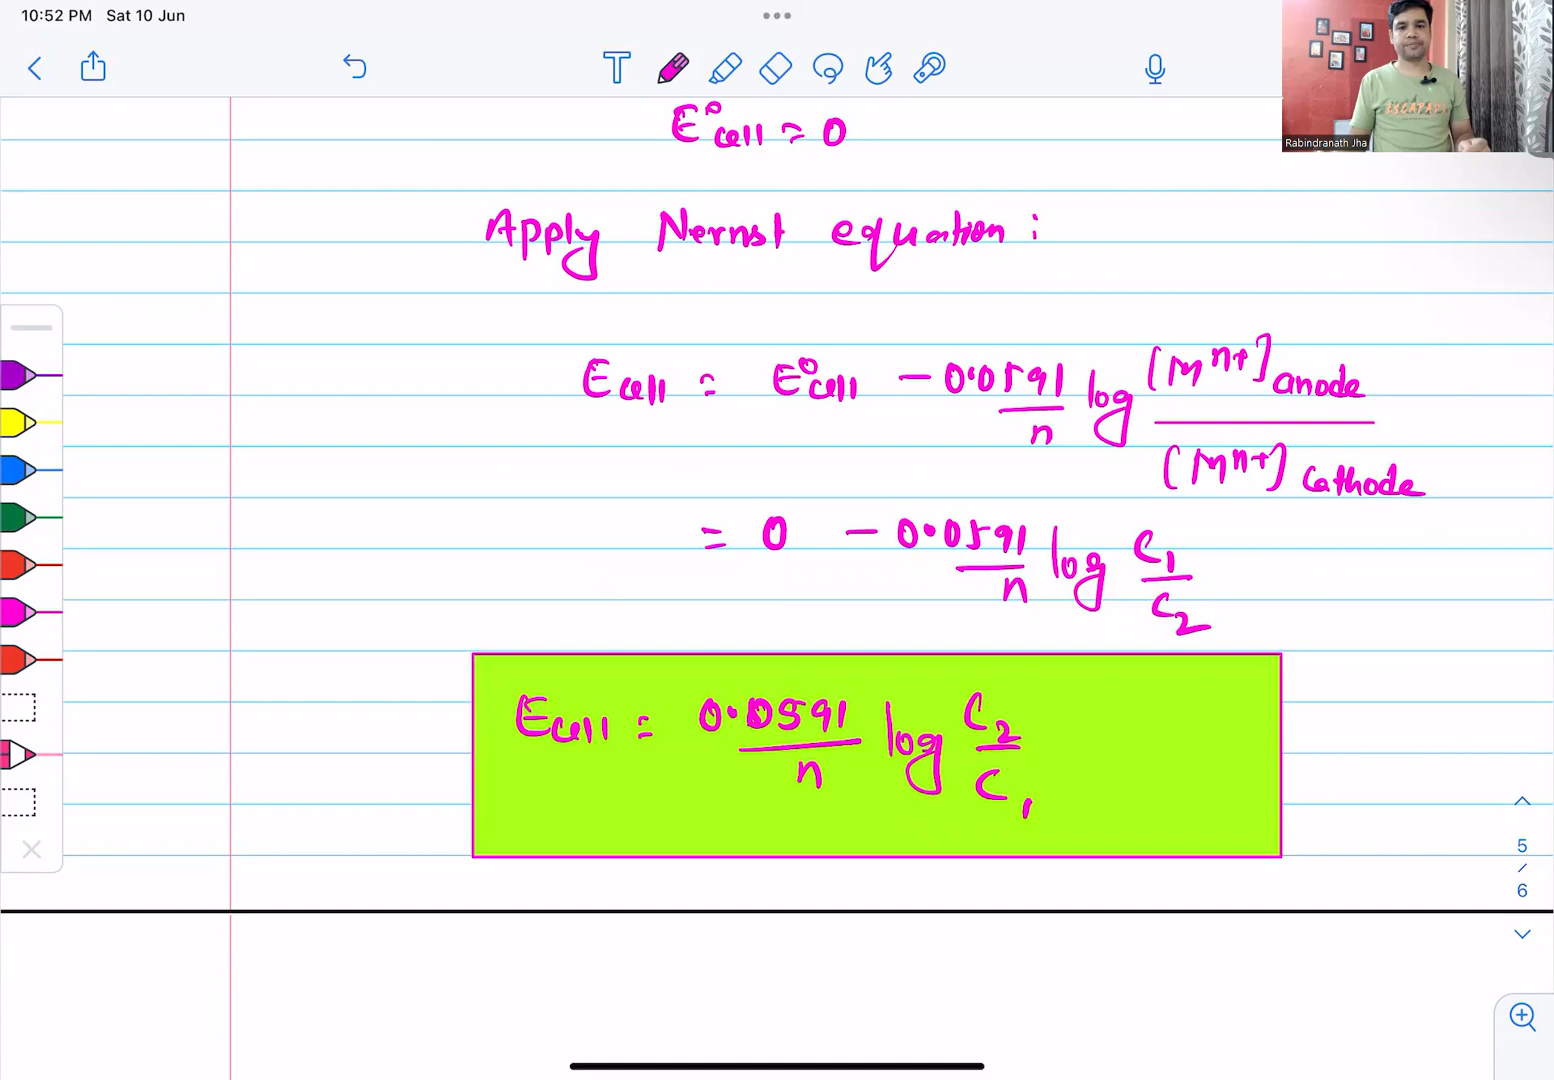 10:52 PM Sat 10 Jun
T
Rabindranath Jha
E°cell = 0
Apply Nernst equation :
Ecell = E°cell - 0.0591/n log [Mn+]anode/[Mn+]cathode
= 0 - 0.0591/n log C1/C2
Ecell = 0.0591/n log C2/C1
5
/
6